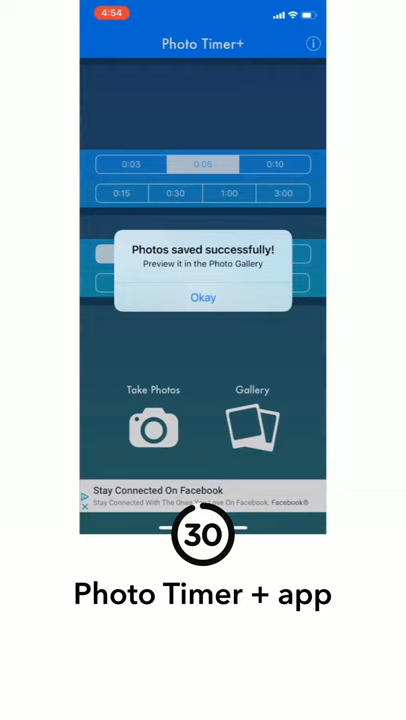 4:54
Photo Timer+
0:03 0:05 0:10
0:15 0:30 1:00 3:00
Photos saved successfully!
Preview it in the Photo Gallery
Okay
Take Photos Gallery
Stay Connected On Facebook
Stay Connected With The Ones You Love On Facebook. Facebook®
30
Photo Timer + app